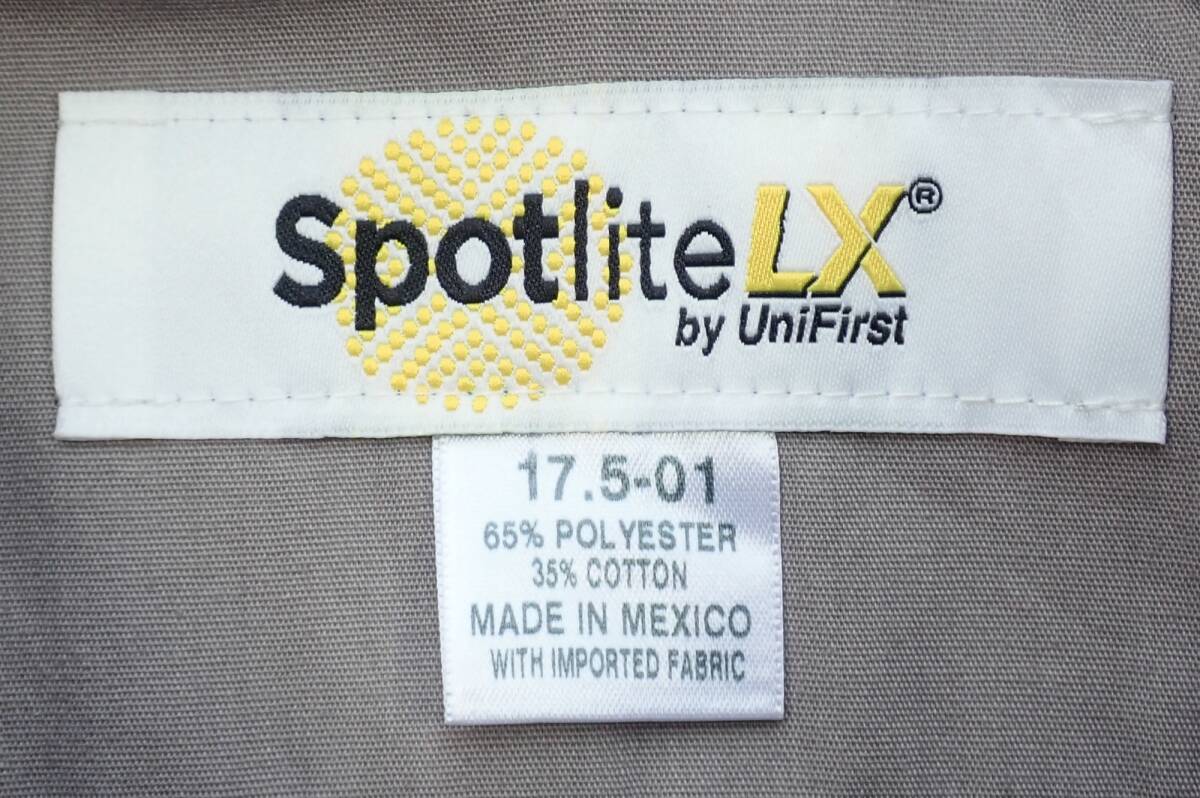 SpotliteLX®
by UniFirst
17.5-01
65% POLYESTER
35% COTTON
MADE IN MEXICO
WITH IMPORTED FABRIC